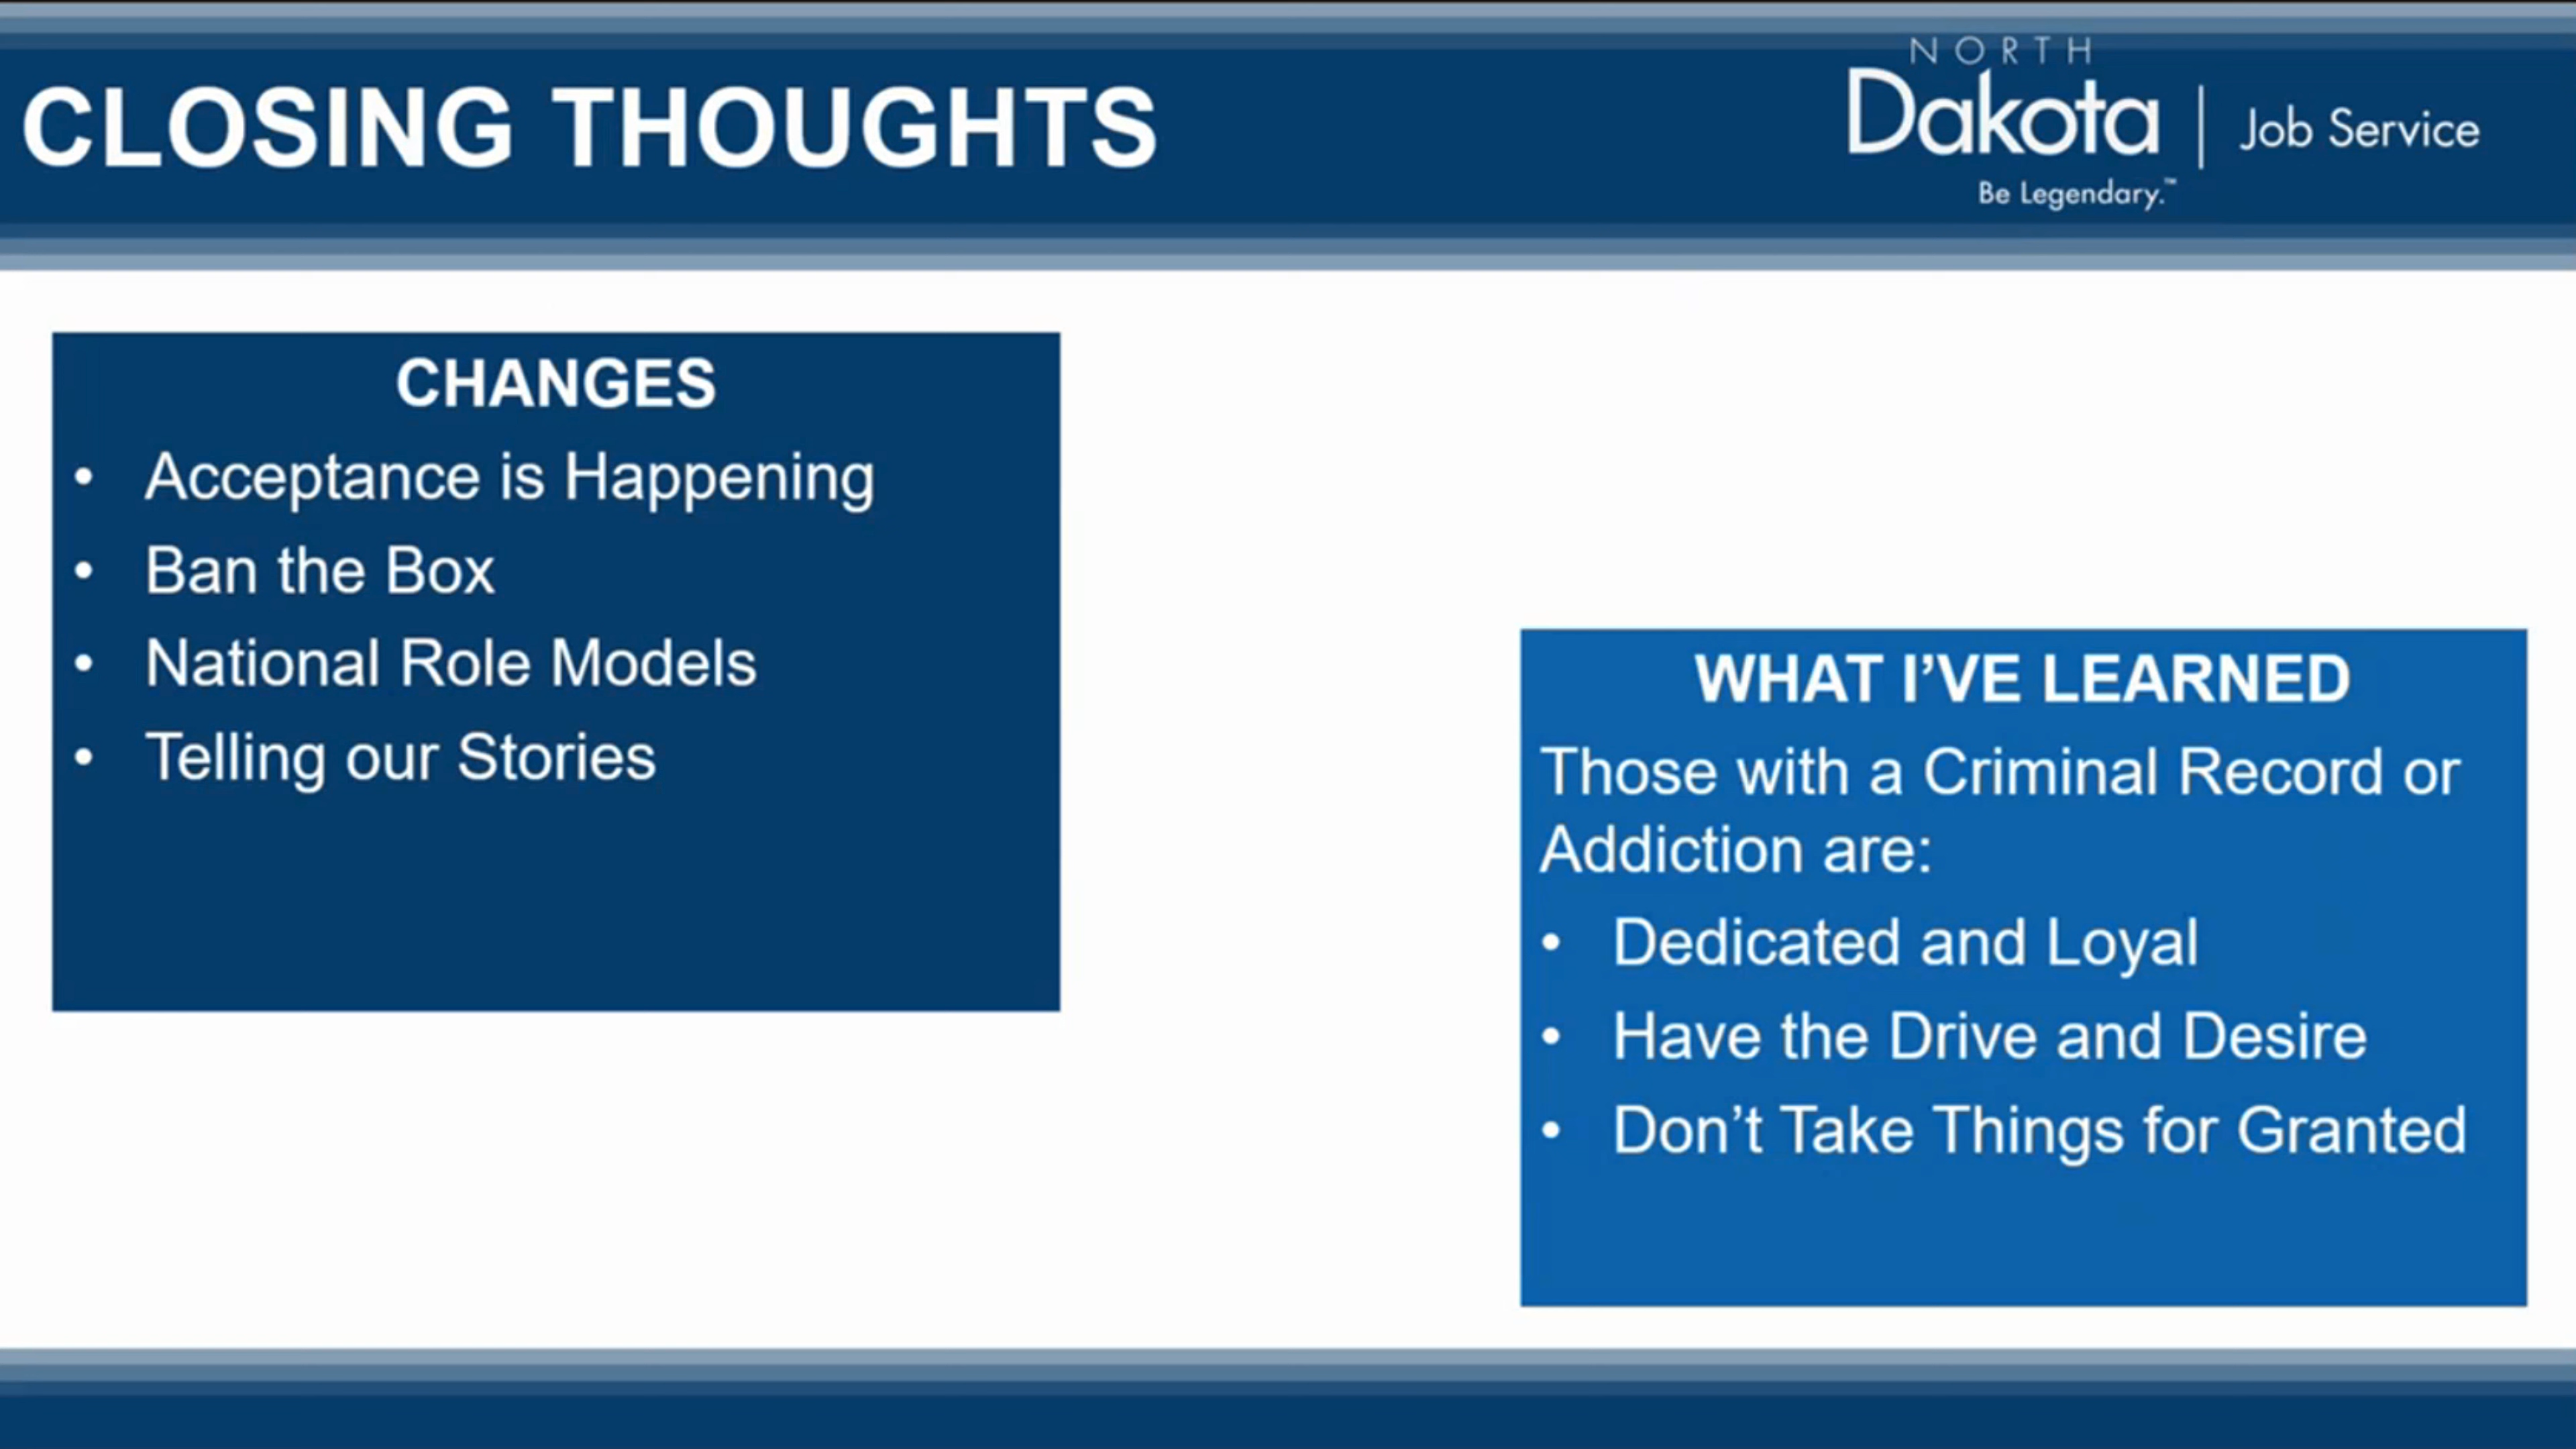 CLOSING THOUGHTS
NORTH
Dakota | Job Service
Be Legendary.™
CHANGES
• Acceptance is Happening
• Ban the Box
• National Role Models
• Telling our Stories
WHAT I’VE LEARNED
Those with a Criminal Record or
Addiction are:
• Dedicated and Loyal
• Have the Drive and Desire
• Don’t Take Things for Granted